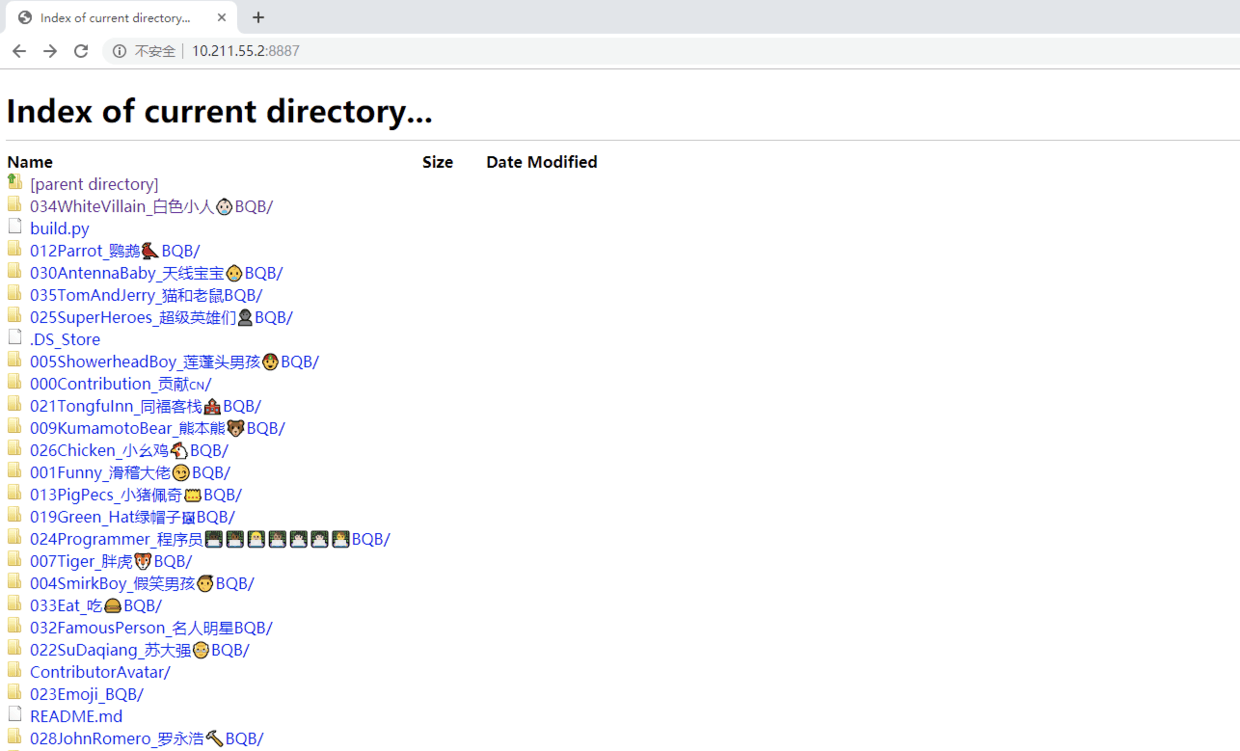 Index of current directory...
不安全 | 10.211.55.2:8887
Index of current directory...
Name Size Date Modified
[parent directory]
034WhiteVillain_白色小人👶🏻BQB/
build.py
012Parrot_鹦鹉🐦BQB/
030AntennaBaby_天线宝宝👶BQB/
035TomAndJerry_猫和老鼠BQB/
025SuperHeroes_超级英雄们👤BQB/
.DS_Store
005ShowerheadBoy_莲蓬头男孩👲BQB/
000Contribution_贡献🇨🇳/
021TongfuInn_同福客栈🏩BQB/
009KumamotoBear_熊本熊🐻BQB/
026Chicken_小幺鸡🐔BQB/
001Funny_滑稽大佬😏BQB/
013PigPecs_小猪佩奇BQB/
019Green_Hat绿帽子BQB/
024Programmer_程序员BQB/
007Tiger_胖虎🐯BQB/
004SmirkBoy_假笑男孩👦BQB/
033Eat_吃🍔BQB/
032FamousPerson_名人明星BQB/
022SuDaqiang_苏大强BQB/
ContributorAvatar/
023Emoji_BQB/
README.md
028JohnRomero_罗永浩🔨BQB/